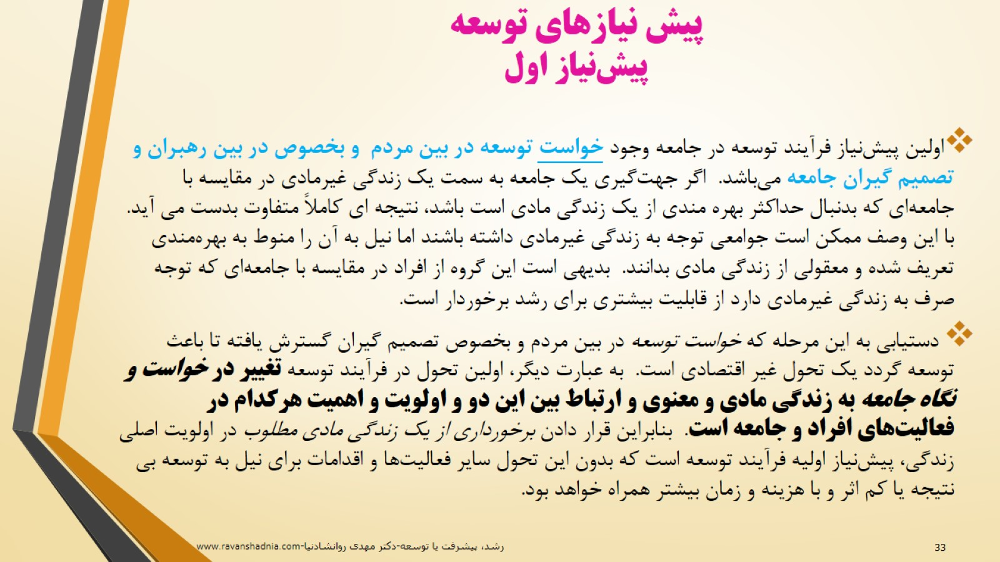 پیش نیازهای توسعه
پیش‌نیاز اول
اولین پیش‌نیاز فرآیند توسعه در جامعه وجود خواست توسعه در بین مردم و بخصوص در بین رهبران و
تصمیم گیران جامعه می‌باشد. اگر جهت‌گیری یک جامعه به سمت یک زندگی غیرمادی در مقایسه با
جامعه‌ای که بدنبال حداکثر بهره مندی از یک زندگی مادی است باشد، نتیجه ای کاملاً متفاوت بدست می آید.
با این وصف ممکن است جوامعی توجه به زندگی غیرمادی داشته باشند اما نیل به آن را منوط به بهره‌مندی
تعریف شده و معقولی از زندگی مادی بدانند. بدیهی است این گروه از افراد در مقایسه با جامعه‌ای که توجه
صرف به زندگی غیرمادی دارد از قابلیت بیشتری برای رشد برخوردار است.
دستیابی به این مرحله که خواست توسعه در بین مردم و بخصوص تصمیم گیران گسترش یافته تا باعث
توسعه گردد یک تحول غیر اقتصادی است. به عبارت دیگر، اولین تحول در فرآیند توسعه تغییر در خواست و
نگاه جامعه به زندگی مادی و معنوی و ارتباط بین این دو و اولویت و اهمیت هرکدام در
فعالیت‌های افراد و جامعه است. بنابراین قرار دادن برخورداری از یک زندگی مادی مطلوب در اولویت اصلی
زندگی، پیش‌نیاز اولیه فرآیند توسعه است که بدون این تحول سایر فعالیت‌ها و اقدامات برای نیل به توسعه بی
نتیجه یا کم اثر و با هزینه و زمان بیشتر همراه خواهد بود.
رشد، پیشرفت یا توسعه-دکتر مهدی روانشادنیا-www.ravanshadnia.com
33